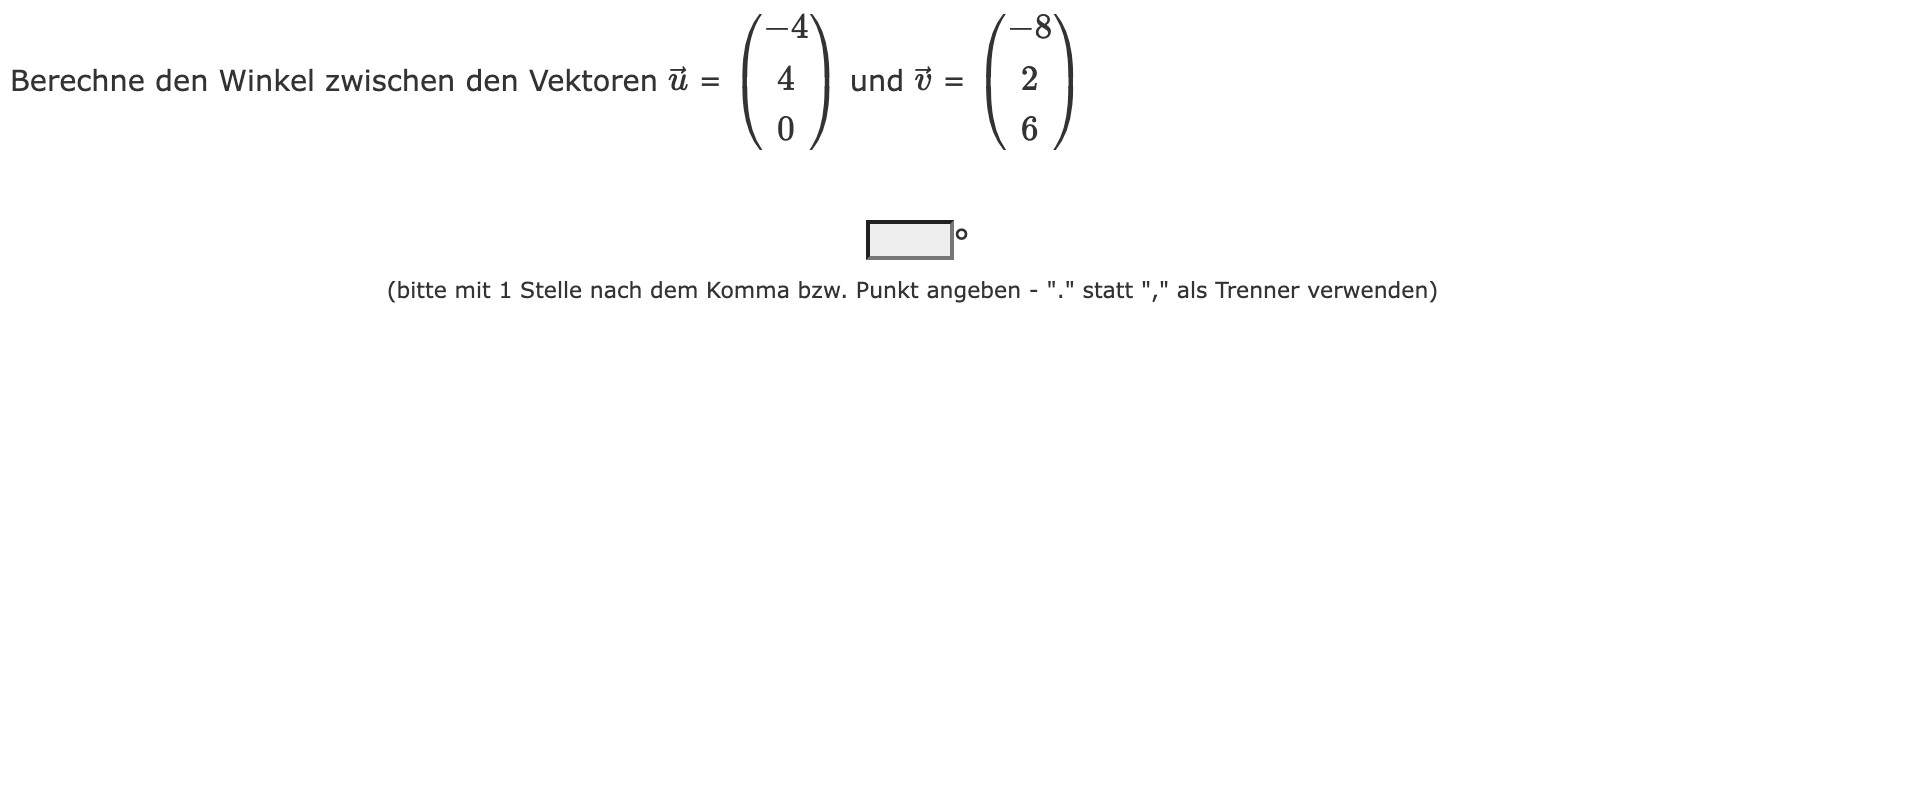 Berechne den Winkel zwischen den Vektoren $\vec{u} = \begin{pmatrix} -4 \\ 4 \\ 0 \end{pmatrix}$ und $\vec{v} = \begin{pmatrix} -8 \\ 2 \\ 6 \end{pmatrix}$
°
(bitte mit 1 Stelle nach dem Komma bzw. Punkt angeben - "." statt "," als Trenner verwenden)